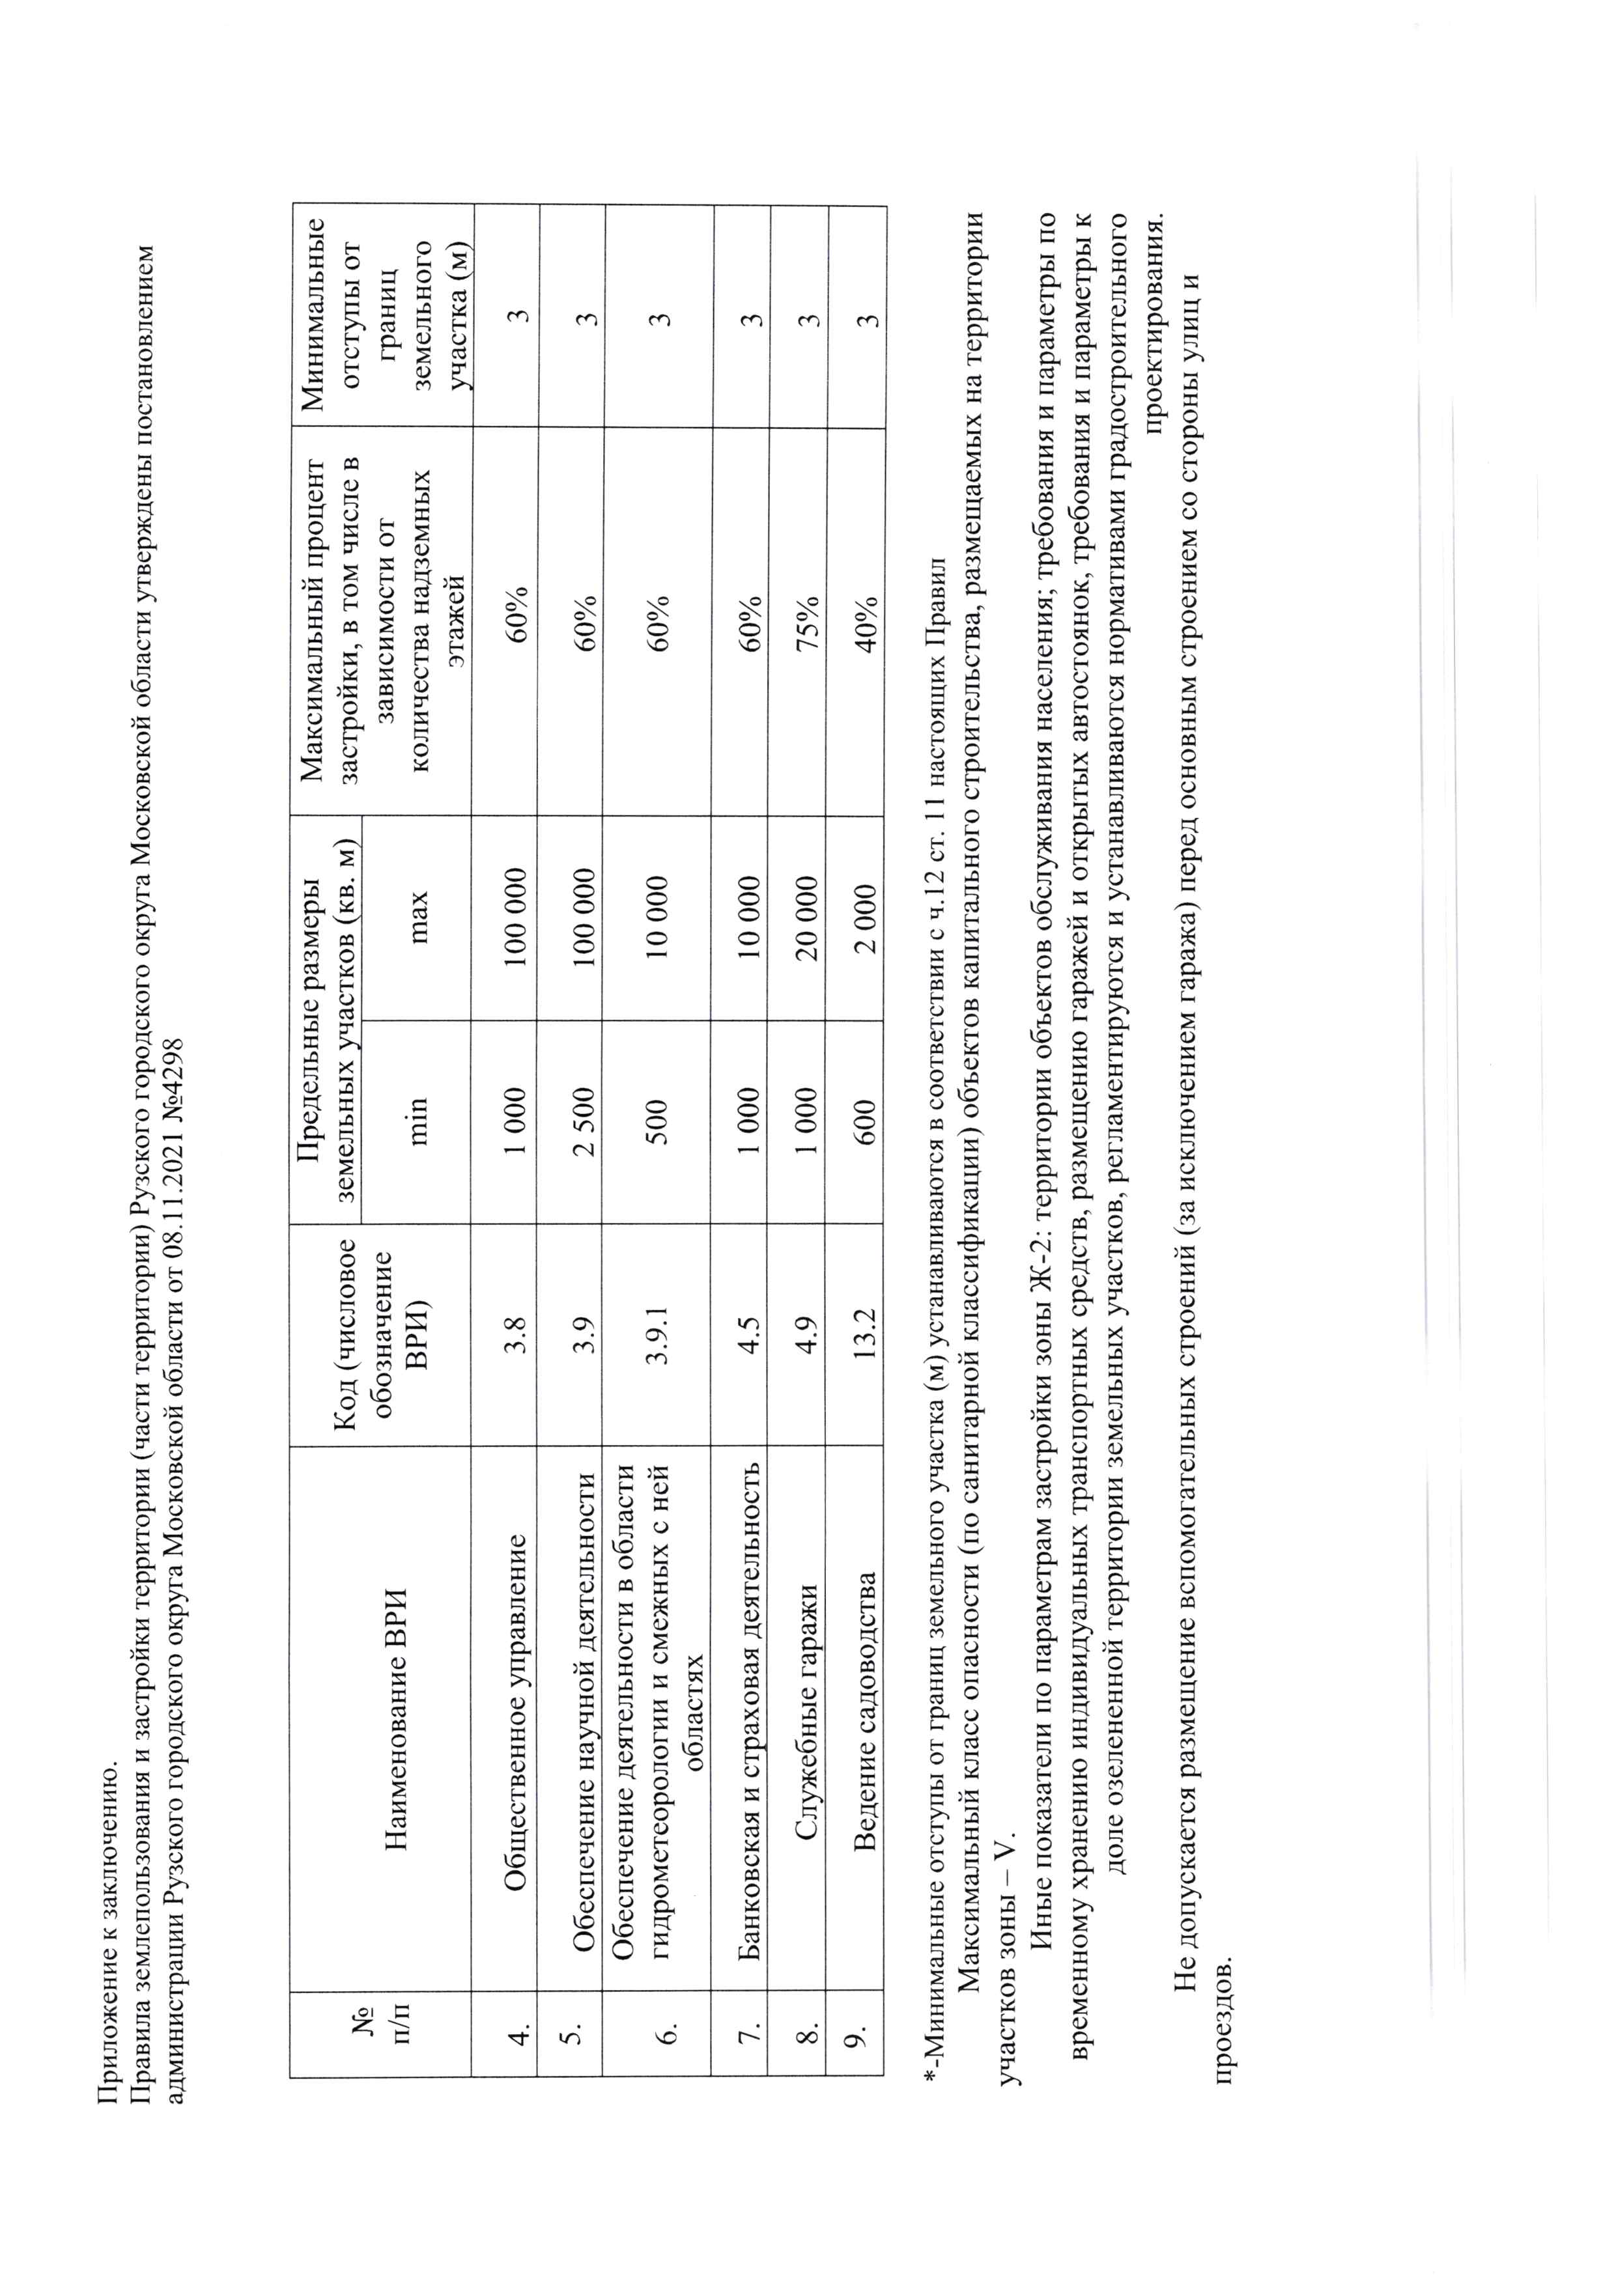 Приложение к заключению.
Правила землепользования и застройки территории (части территории) Рузского городского округа Московской области утверждены постановлением
администрации Рузского городского округа Московской области от 08.11.2021 №4298
№
п/п
Наименование ВРИ
Код (числовое
обозначение
ВРИ)
Предельные размеры
земельных участков (кв. м)
min
max
Максимальный процент
застройки, в том числе в
зависимости от
количества надземных
этажей
Минимальные
отступы от
границ
земельного
участка (м)
4. Общественное управление 3.8 1 000 100 000 60% 3
5. Обеспечение научной деятельности 3.9 2 500 100 000 60% 3
Обеспечение деятельности в области
6. гидрометеорологии и смежных с ней 3.9.1 500 10 000 60% 3
областях
7. Банковская и страховая деятельность 4.5 1 000 10 000 60% 3
8. Служебные гаражи 4.9 1 000 20 000 75% 3
9. Ведение садоводства 13.2 600 2 000 40% 3
*-Минимальные отступы от границ земельного участка (м) устанавливаются в соответствии с ч.12 ст. 11 настоящих Правил
Максимальный класс опасности (по санитарной классификации) объектов капитального строительства, размещаемых на территории
участков зоны – V.
Иные показатели по параметрам застройки зоны Ж-2: территории объектов обслуживания населения; требования и параметры по
временному хранению индивидуальных транспортных средств, размещению гаражей и открытых автостоянок, требования и параметры к
доле озелененной территории земельных участков, регламентируются и устанавливаются нормативами градостроительного
проектирования.
Не допускается размещение вспомогательных строений (за исключением гаража) перед основным строением со стороны улиц и
проездов.